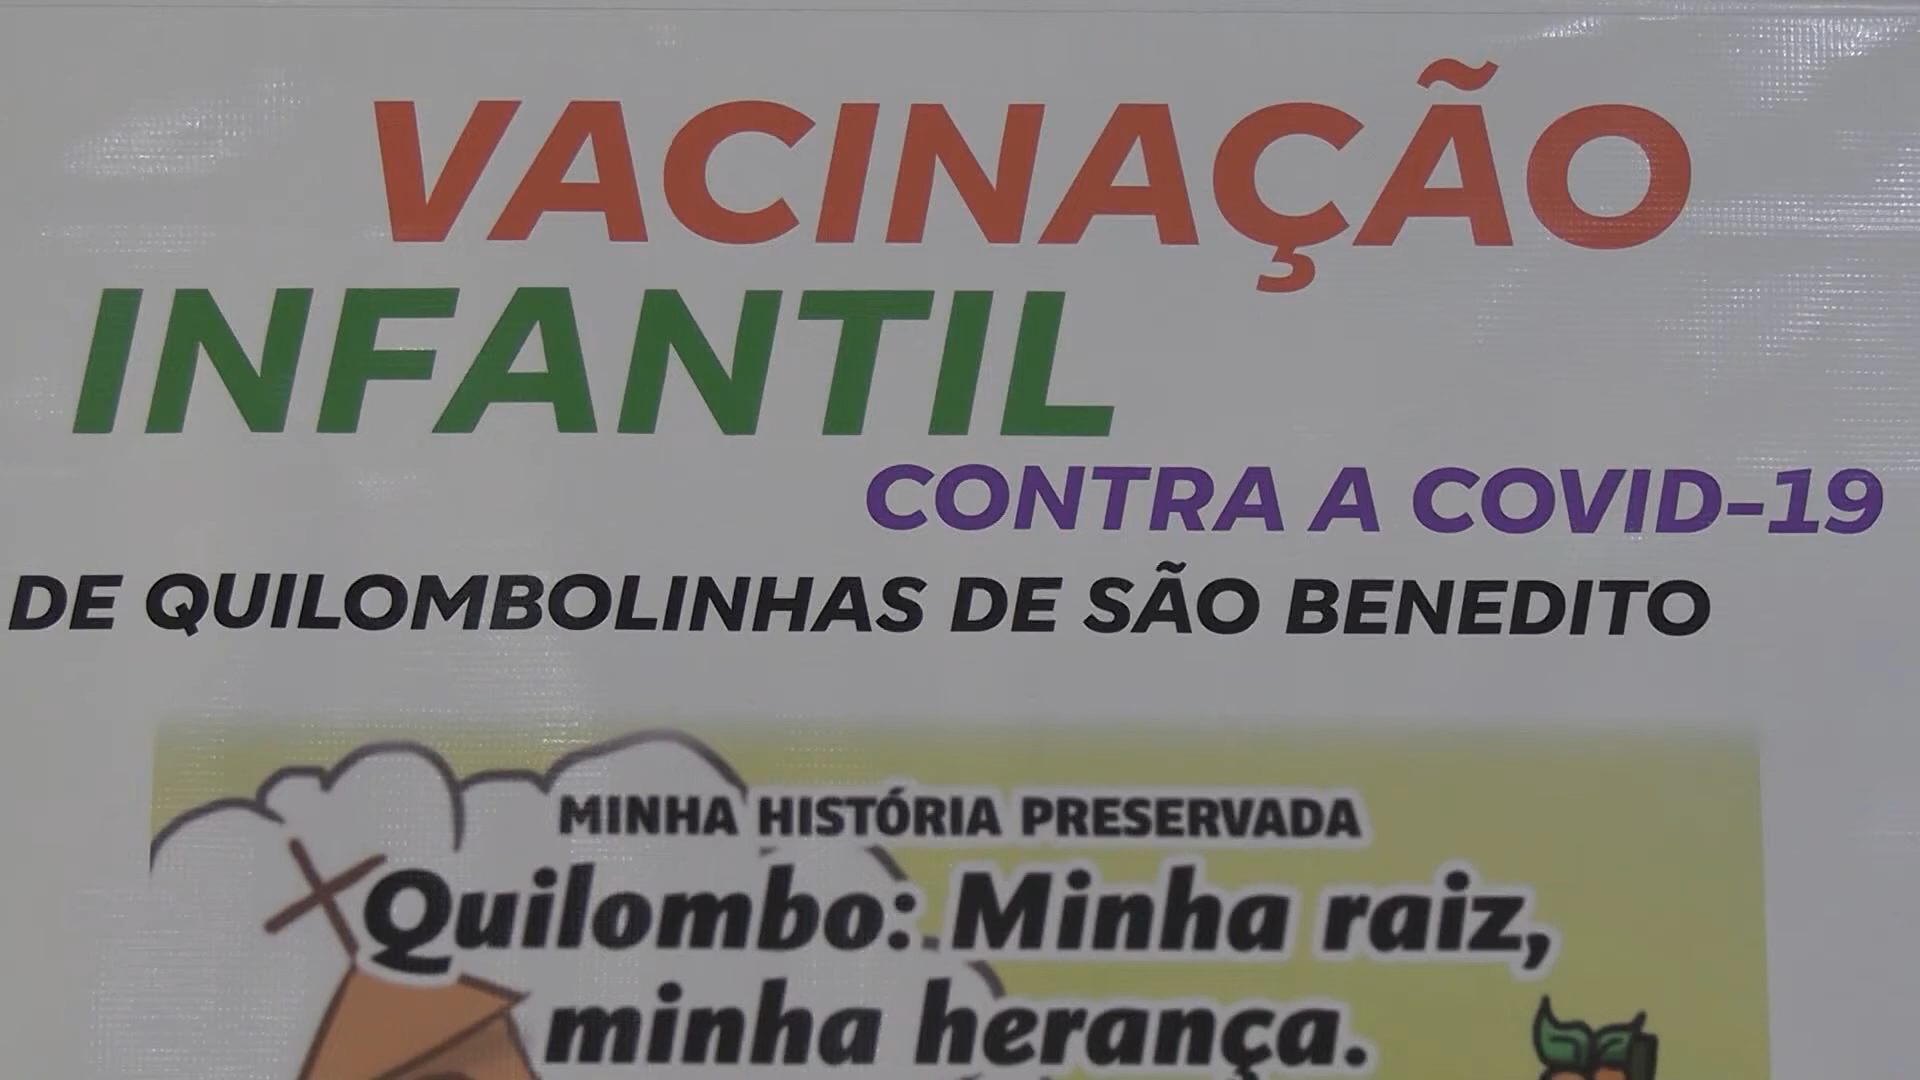 VACINAÇÃO
INFANTIL
CONTRA A COVID-19
DE QUILOMBOLINHAS DE SÃO BENEDITO
MINHA HISTÓRIA PRESERVADA
Quilombo: Minha raiz,
minha herança.